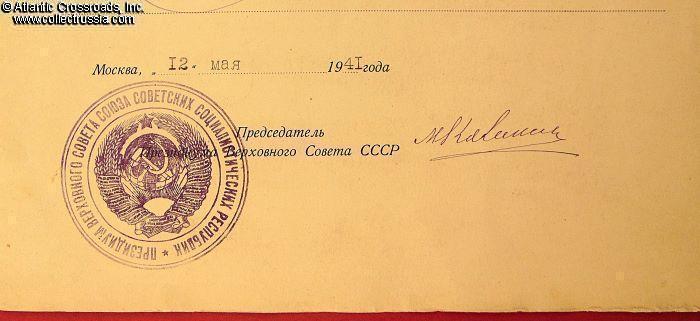 © Atlantic Crossroads, Inc.
www.collectrussia.com
Москва, „ 12 " мая 1941 года
ПРЕЗИДИУМ ВЕРХОВНОГО СОВЕТА СОЮЗА СОВЕТСКИХ СОЦИАЛИСТИЧЕСКИХ РЕСПУБЛИК
Председатель
Президиума Верховного Совета СССР
МКалинин